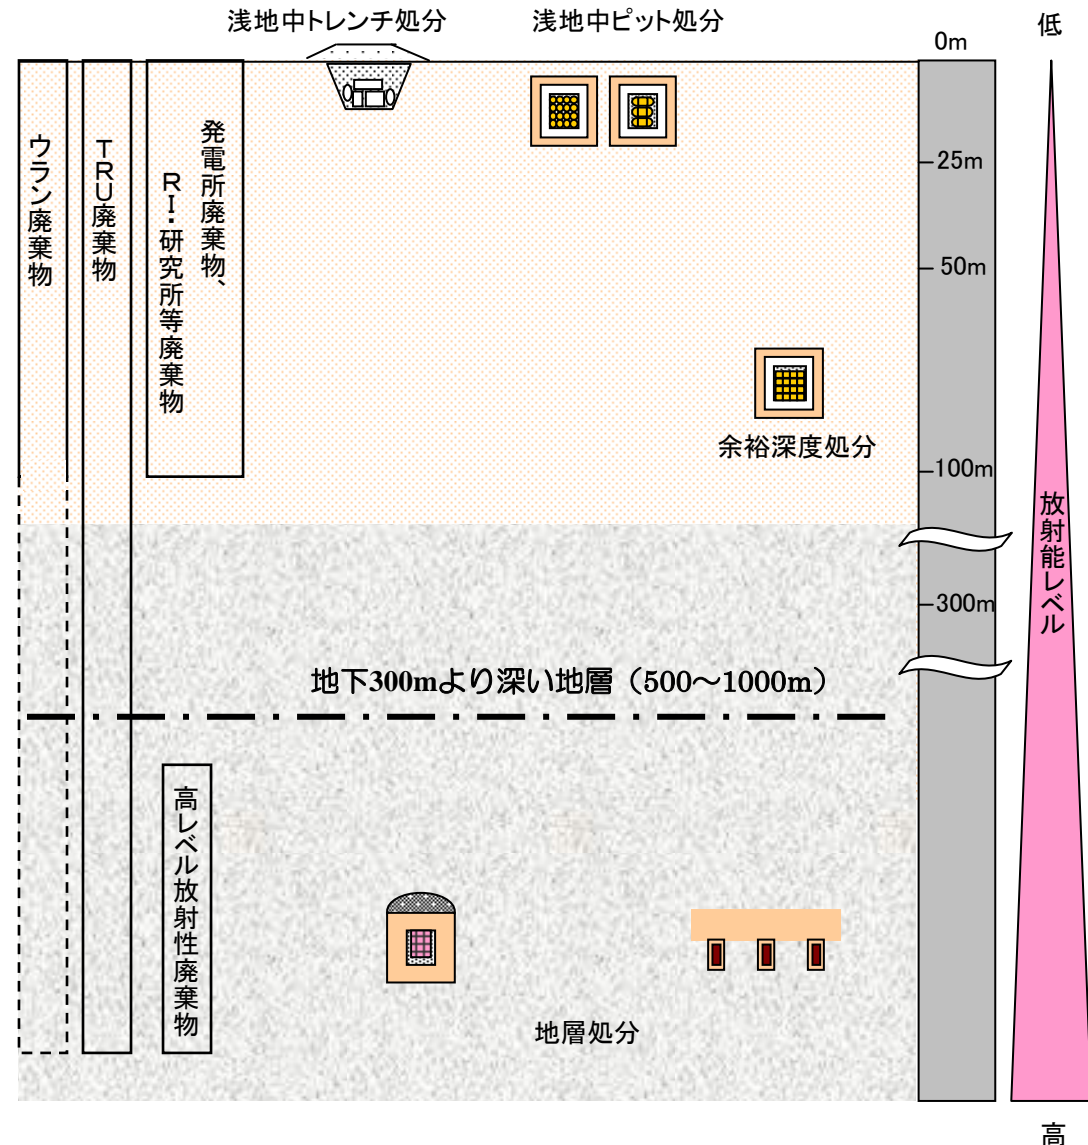 浅地中トレンチ処分
浅地中ピット処分
低
0m
ウラン廃棄物
TRU廃棄物
発電所廃棄物、
RI・研究所等廃棄物
25m
50m
余裕深度処分
100m
放射能レベル
300m
地下300mより深い地層（500～1000m）
高レベル放射性廃棄物
地層処分
高